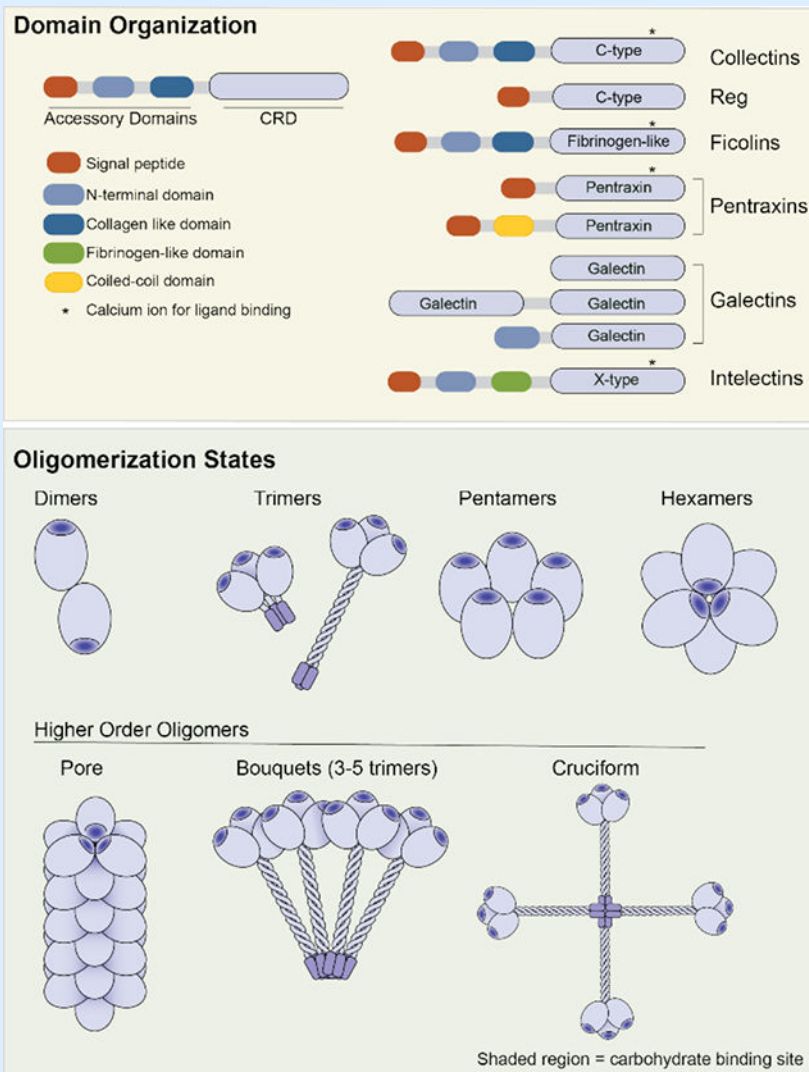 Domain Organization
Accessory Domains
CRD
Signal peptide
N-terminal domain
Collagen like domain
Fibrinogen-like domain
Coiled-coil domain
* Calcium ion for ligand binding
*
C-type
Collectins
C-type
Reg
*
Fibrinogen-like
Ficolins
*
Pentraxin
Pentraxin
Pentraxins
Galectin
Galectin Galectin
Galectin
Galectins
*
X-type
Intelectins
Oligomerization States
Dimers
Trimers
Pentamers
Hexamers
Higher Order Oligomers
Pore
Bouquets (3-5 trimers)
Cruciform
Shaded region = carbohydrate binding site